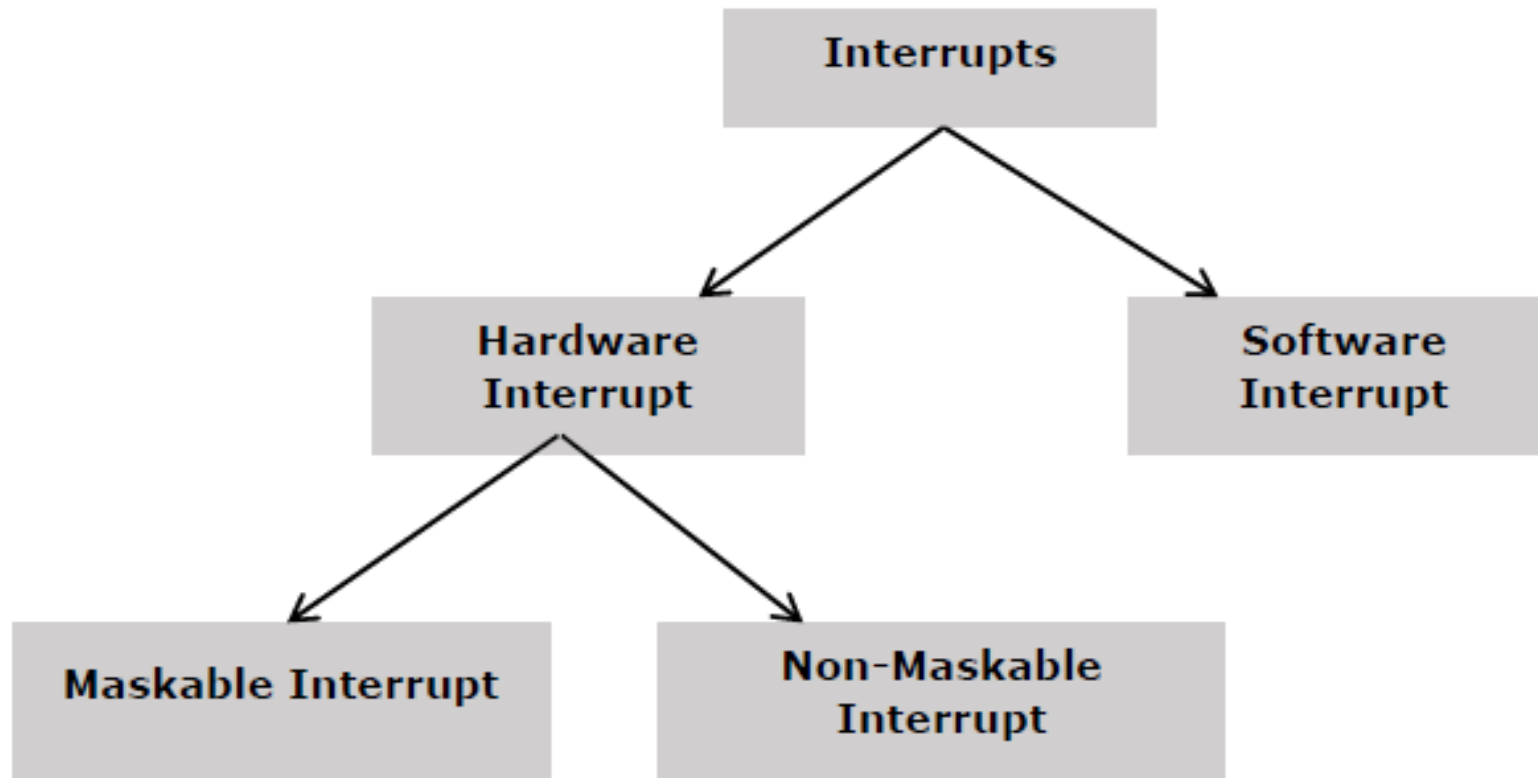 Interrupts
Hardware
Interrupt
Software
Interrupt
Maskable Interrupt
Non-Maskable
Interrupt